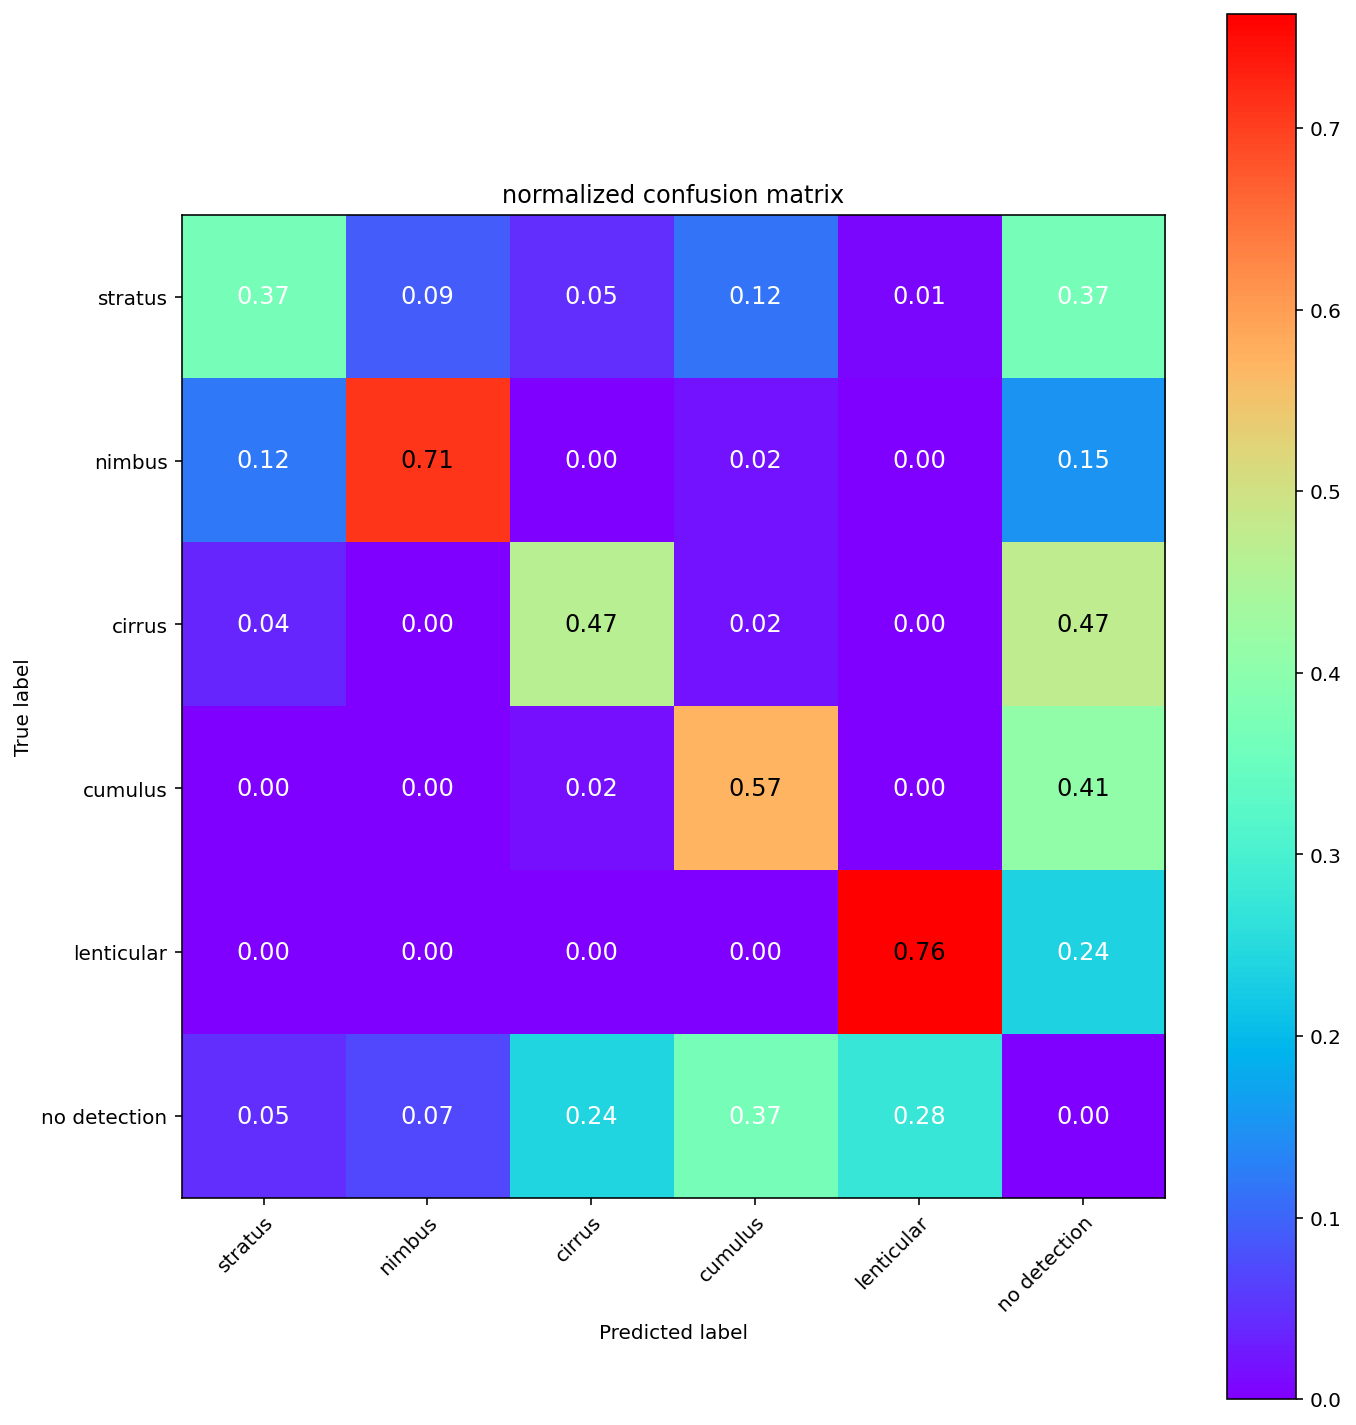 normalized confusion matrix
True label
stratus 0.37 0.09 0.05 0.12 0.01 0.37
nimbus 0.12 0.71 0.00 0.02 0.00 0.15
cirrus 0.04 0.00 0.47 0.02 0.00 0.47
cumulus 0.00 0.00 0.02 0.57 0.00 0.41
lenticular 0.00 0.00 0.00 0.00 0.76 0.24
no detection 0.05 0.07 0.24 0.37 0.28 0.00
stratus nimbus cirrus cumulus lenticular no detection
Predicted label
0.7
0.6
0.5
0.4
0.3
0.2
0.1
0.0